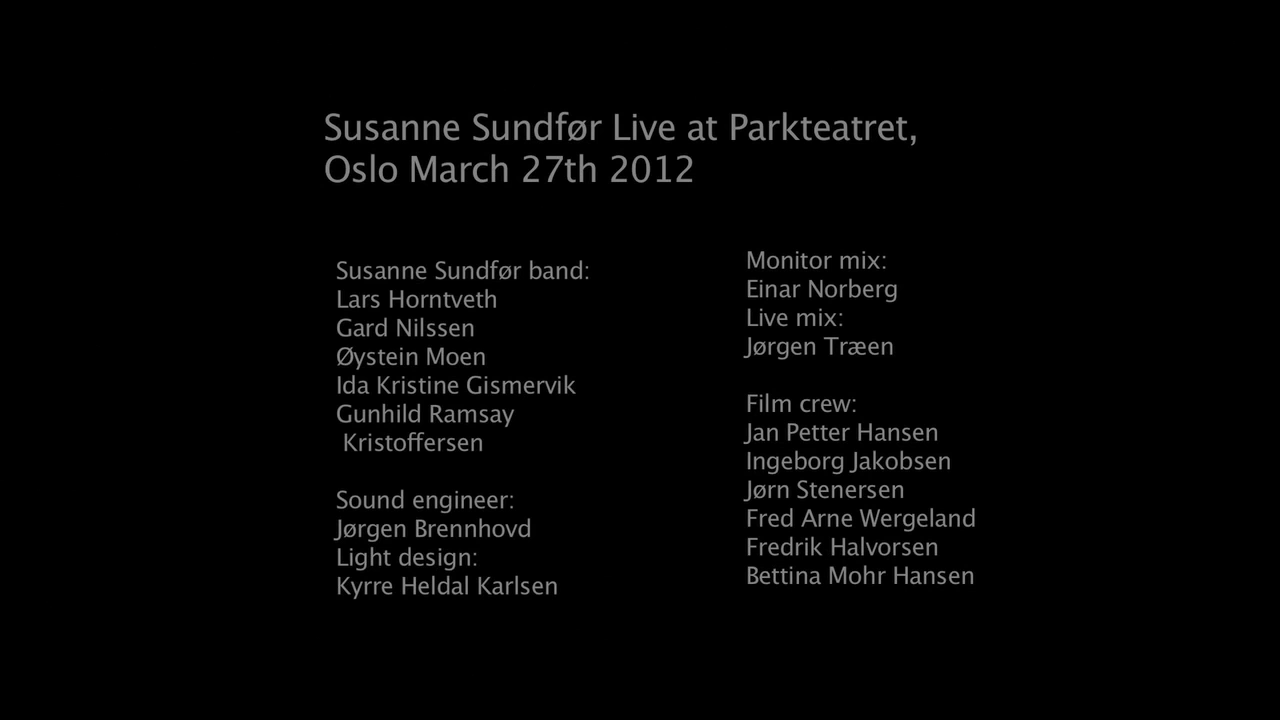 Susanne Sundfør Live at Parkteatret,
Oslo March 27th 2012
Susanne Sundfør band:
Lars Horntveth
Gard Nilssen
Øystein Moen
Ida Kristine Gismervik
Gunhild Ramsay
Kristoffersen
Sound engineer:
Jørgen Brennhovd
Light design:
Kyrre Heldal Karlsen
Monitor mix:
Einar Norberg
Live mix:
Jørgen Træen
Film crew:
Jan Petter Hansen
Ingeborg Jakobsen
Jørn Stenersen
Fred Arne Wergeland
Fredrik Halvorsen
Bettina Mohr Hansen